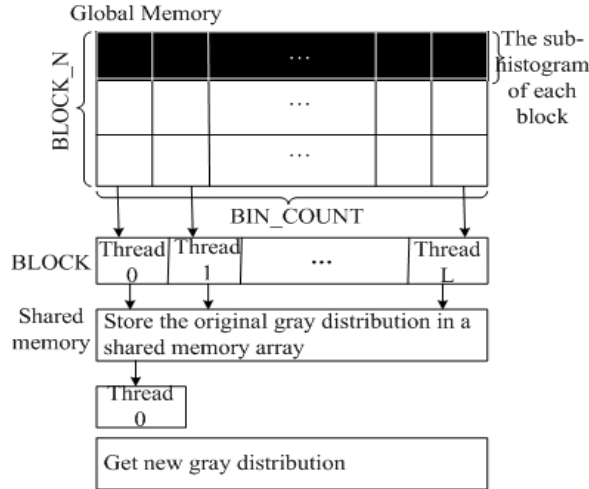 Global Memory
BLOCK_N
...
...
...
The sub-
histogram
of each
block
BIN_COUNT
BLOCK
Thread
0
Thread
1
...
Thread
L
Shared
memory
Store the original gray distribution in a
shared memory array
Thread
0
Get new gray distribution